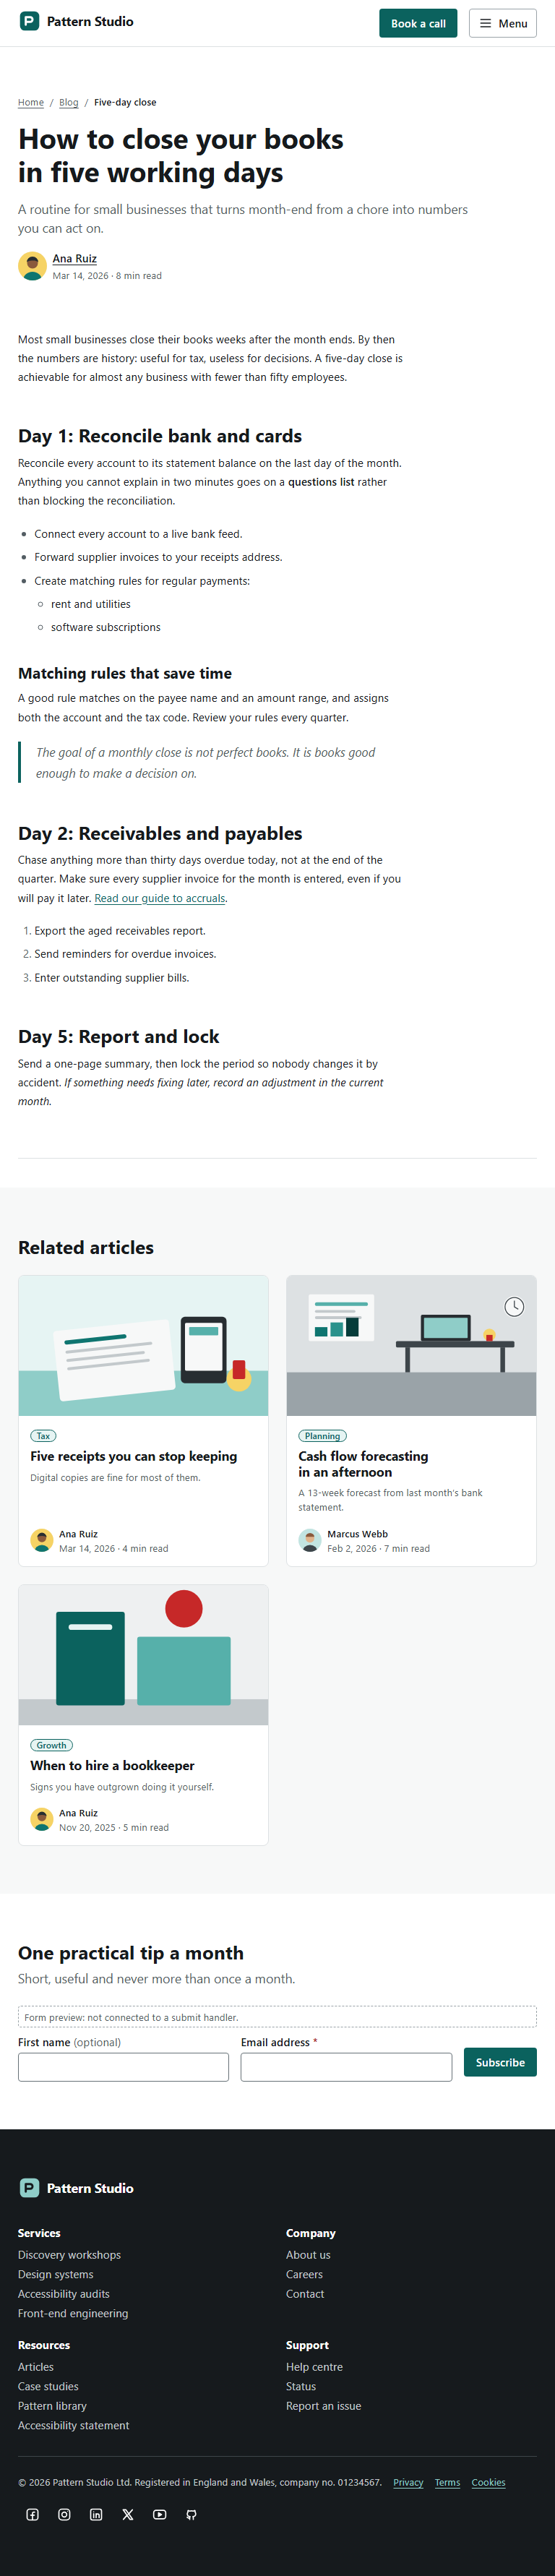 Pattern Studio
Book a call
Menu
Home / Blog / Five-day close
How to close your books
in five working days
A routine for small businesses that turns month-end from a chore into numbers
you can act on.
Ana Ruiz
Mar 14, 2026 · 8 min read
Most small businesses close their books weeks after the month ends. By then
the numbers are history: useful for tax, useless for decisions. A five-day close is
achievable for almost any business with fewer than fifty employees.
Day 1: Reconcile bank and cards
Reconcile every account to its statement balance on the last day of the month.
Anything you cannot explain in two minutes goes on a questions list rather
than blocking the reconciliation.
Connect every account to a live bank feed.
Forward supplier invoices to your receipts address.
Create matching rules for regular payments:
rent and utilities
software subscriptions
Matching rules that save time
A good rule matches on the payee name and an amount range, and assigns
both the account and the tax code. Review your rules every quarter.
The goal of a monthly close is not perfect books. It is books good
enough to make a decision on.
Day 2: Receivables and payables
Chase anything more than thirty days overdue today, not at the end of the
quarter. Make sure every supplier invoice for the month is entered, even if you
will pay it later. Read our guide to accruals.
1. Export the aged receivables report.
2. Send reminders for overdue invoices.
3. Enter outstanding supplier bills.
Day 5: Report and lock
Send a one-page summary, then lock the period so nobody changes it by
accident. If something needs fixing later, record an adjustment in the current
month.
Related articles
Tax
Five receipts you can stop keeping
Digital copies are fine for most of them.
Ana Ruiz
Mar 14, 2026 · 4 min read
Planning
Cash flow forecasting
in an afternoon
A 13-week forecast from last month's bank
statement.
Marcus Webb
Feb 2, 2026 · 7 min read
Growth
When to hire a bookkeeper
Signs you have outgrown doing it yourself.
Ana Ruiz
Nov 20, 2025 · 5 min read
One practical tip a month
Short, useful and never more than once a month.
Form preview: not connected to a submit handler.
First name (optional)
Email address *
Subscribe
Pattern Studio
Services
Discovery workshops
Design systems
Accessibility audits
Front-end engineering
Company
About us
Careers
Contact
Resources
Articles
Case studies
Pattern library
Accessibility statement
Support
Help centre
Status
Report an issue
© 2026 Pattern Studio Ltd. Registered in England and Wales, company no. 01234567. Privacy Terms Cookies